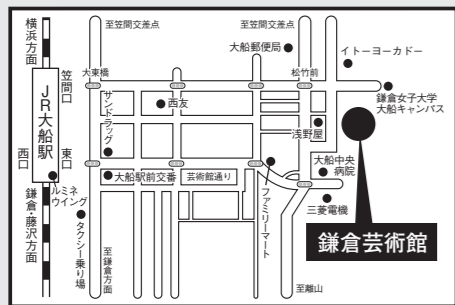 横浜方面
至笠間交差点
至笠間交差点
大船郵便局
イトーヨーカドー
大東橋
松竹前
笠間口
JR大船駅
西友
サンドラッグ
鎌倉女子大学
大船キャンパス
浅野屋
西口
東口
大船中央
病院
大船駅前交番
芸術館通り
ルミネ
ウイング
ファミリーマート
三菱電機
鎌倉・藤沢方面
タクシー乗り場
鎌倉芸術館
至鎌倉方面
至離山